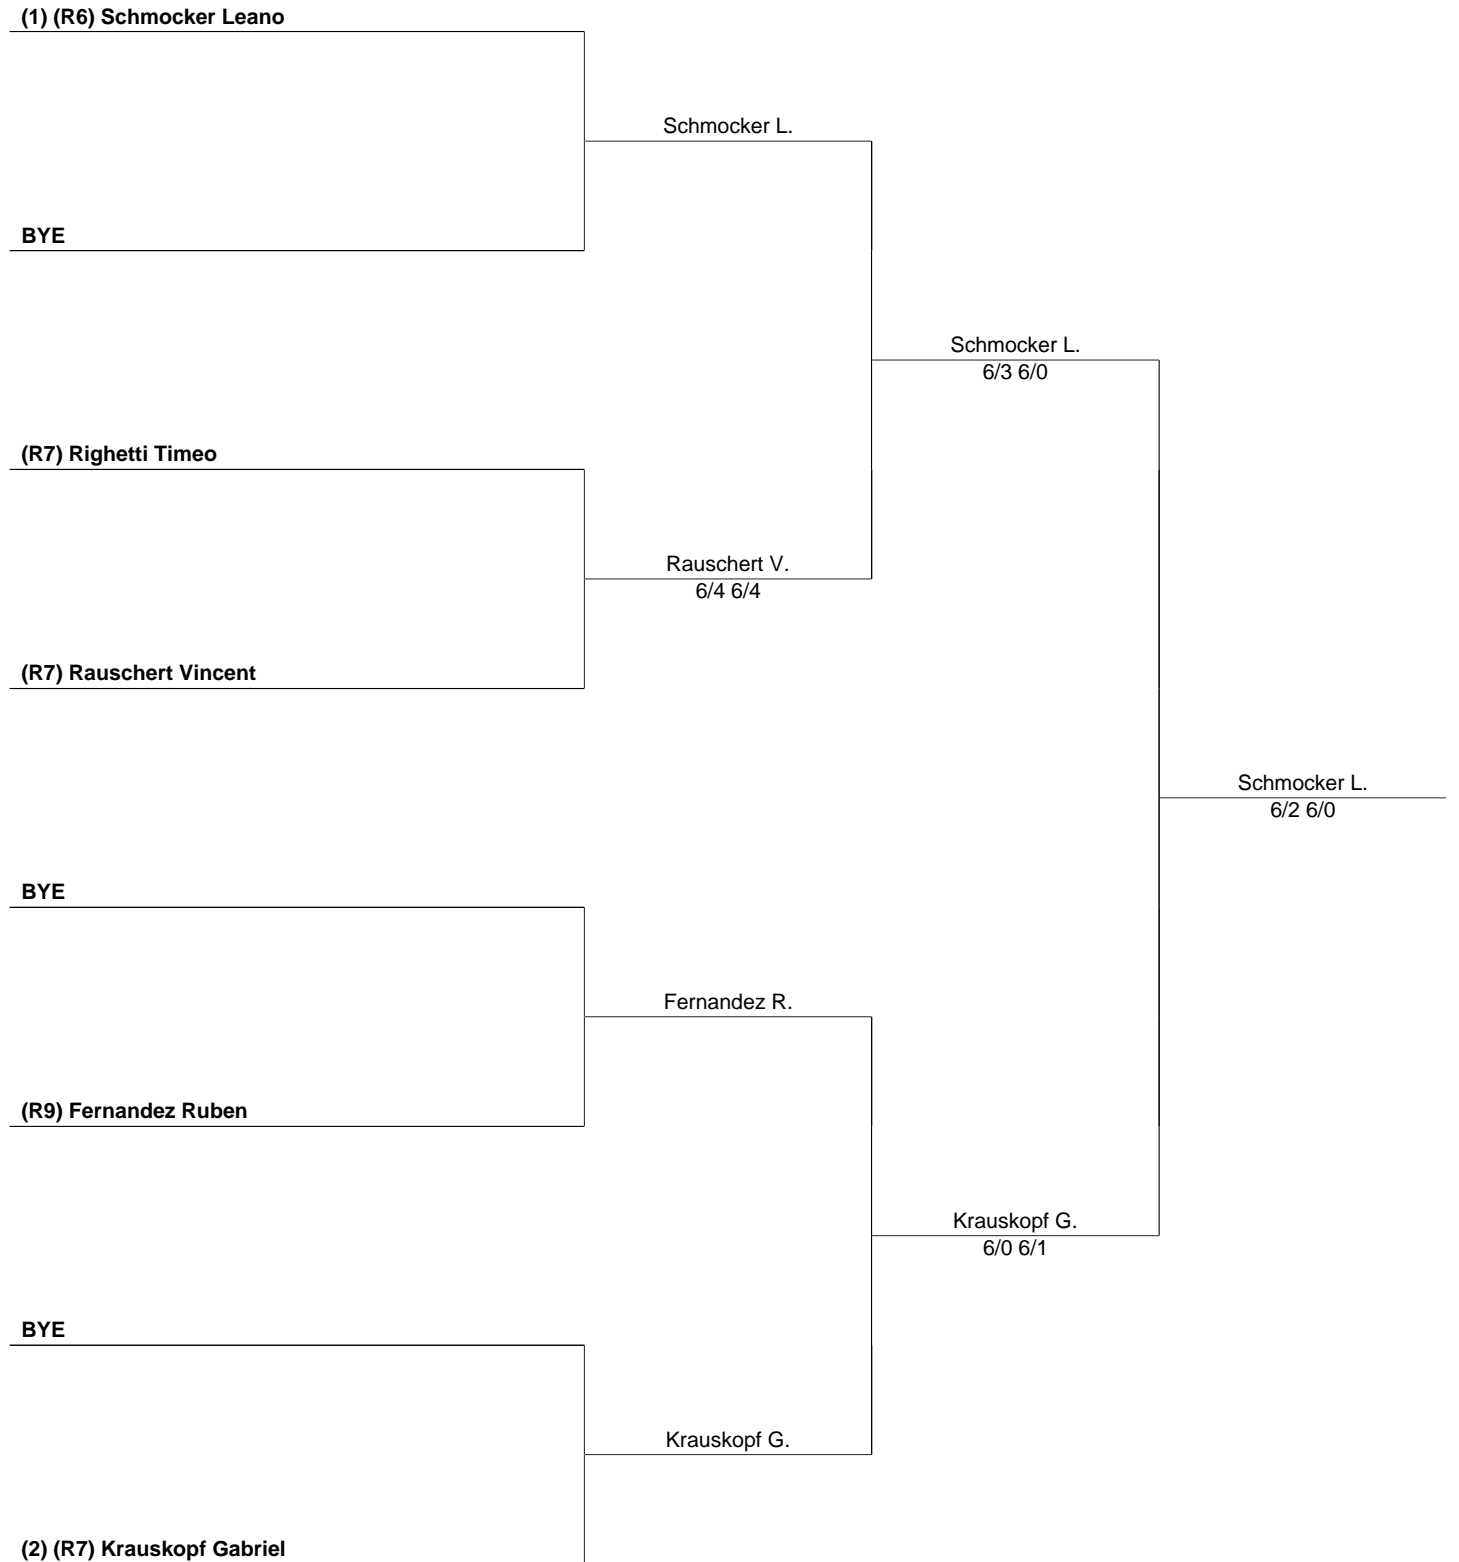 (1) (R6) Schmocker Leano
Schmocker L.
BYE
Schmocker L.
6/3 6/0
(R7) Righetti Timeo
Rauschert V.
6/4 6/4
(R7) Rauschert Vincent
Schmocker L.
6/2 6/0
BYE
Fernandez R.
(R9) Fernandez Ruben
Krauskopf G.
6/0 6/1
BYE
Krauskopf G.
(2) (R7) Krauskopf Gabriel